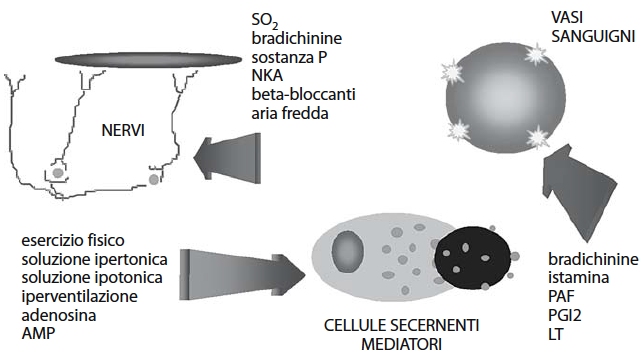 SO2
bradichinine
sostanza P
NKA
beta-bloccanti
aria fredda
VASI
SANGUIGNI
NERVI
esercizio fisico
soluzione ipertonica
soluzione ipotonica
iperventilazione
adenosina
AMP
CELLULE SECERNENTI
MEDIATORI
bradichinine
istamina
PAF
PGI2
LT